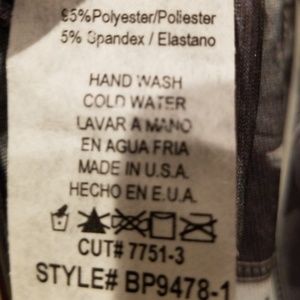 95%Polyester/Poliester
5% Spandex / Elastano
HAND WASH
COLD WATER
LAVAR A MANO
EN AGUA FRIA
MADE IN U.S.A.
HECHO EN E.U.A.
CUT# 7751-3
STYLE# BP9478-1